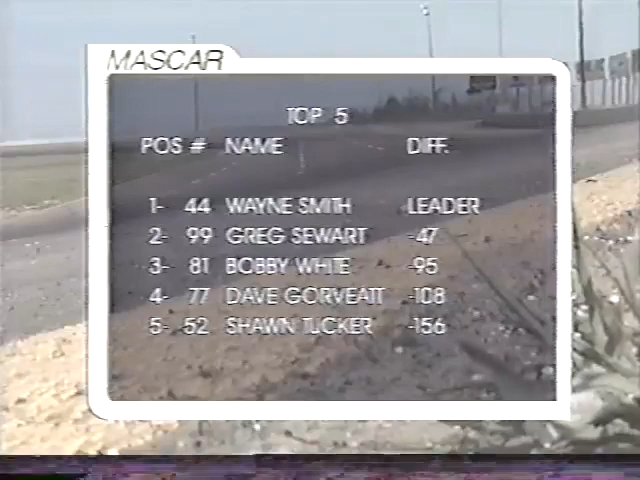 MASCAR
TOP 5
POS # NAME DIFF.
1- 44 WAYNE SMITH LEADER
2- 99 GREG SEWART -47
3- 81 BOBBY WHITE -95
4- 77 DAVE GORVEATT -108
5- 52 SHAWN TUCKER -156